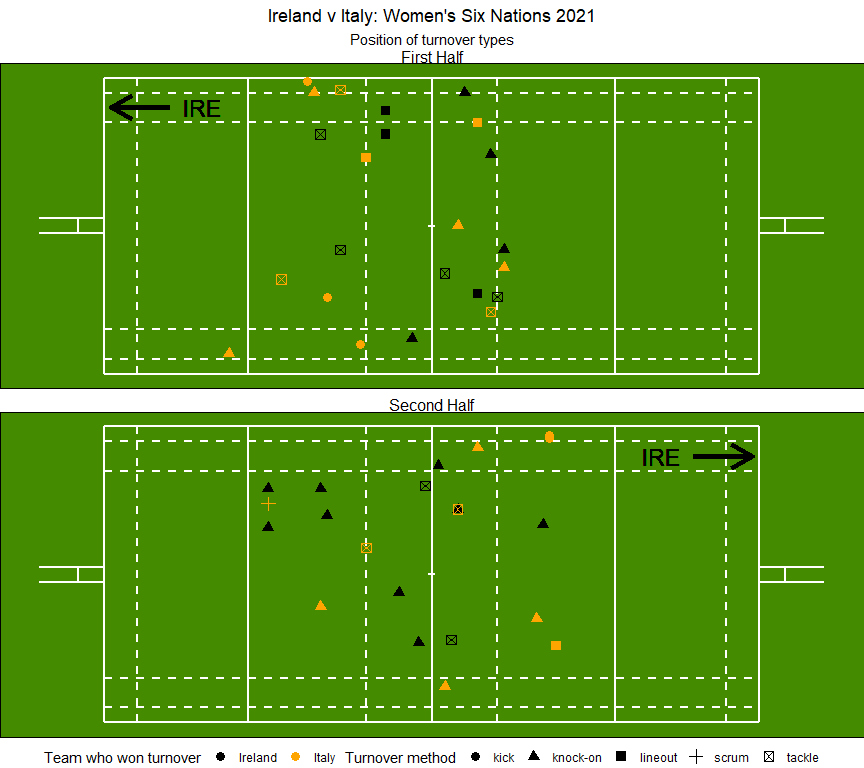 Ireland v Italy: Women's Six Nations 2021
Position of turnover types
First Half
IRE
Second Half
IRE
Team who won turnover Ireland Italy Turnover method kick knock-on lineout scrum tackle